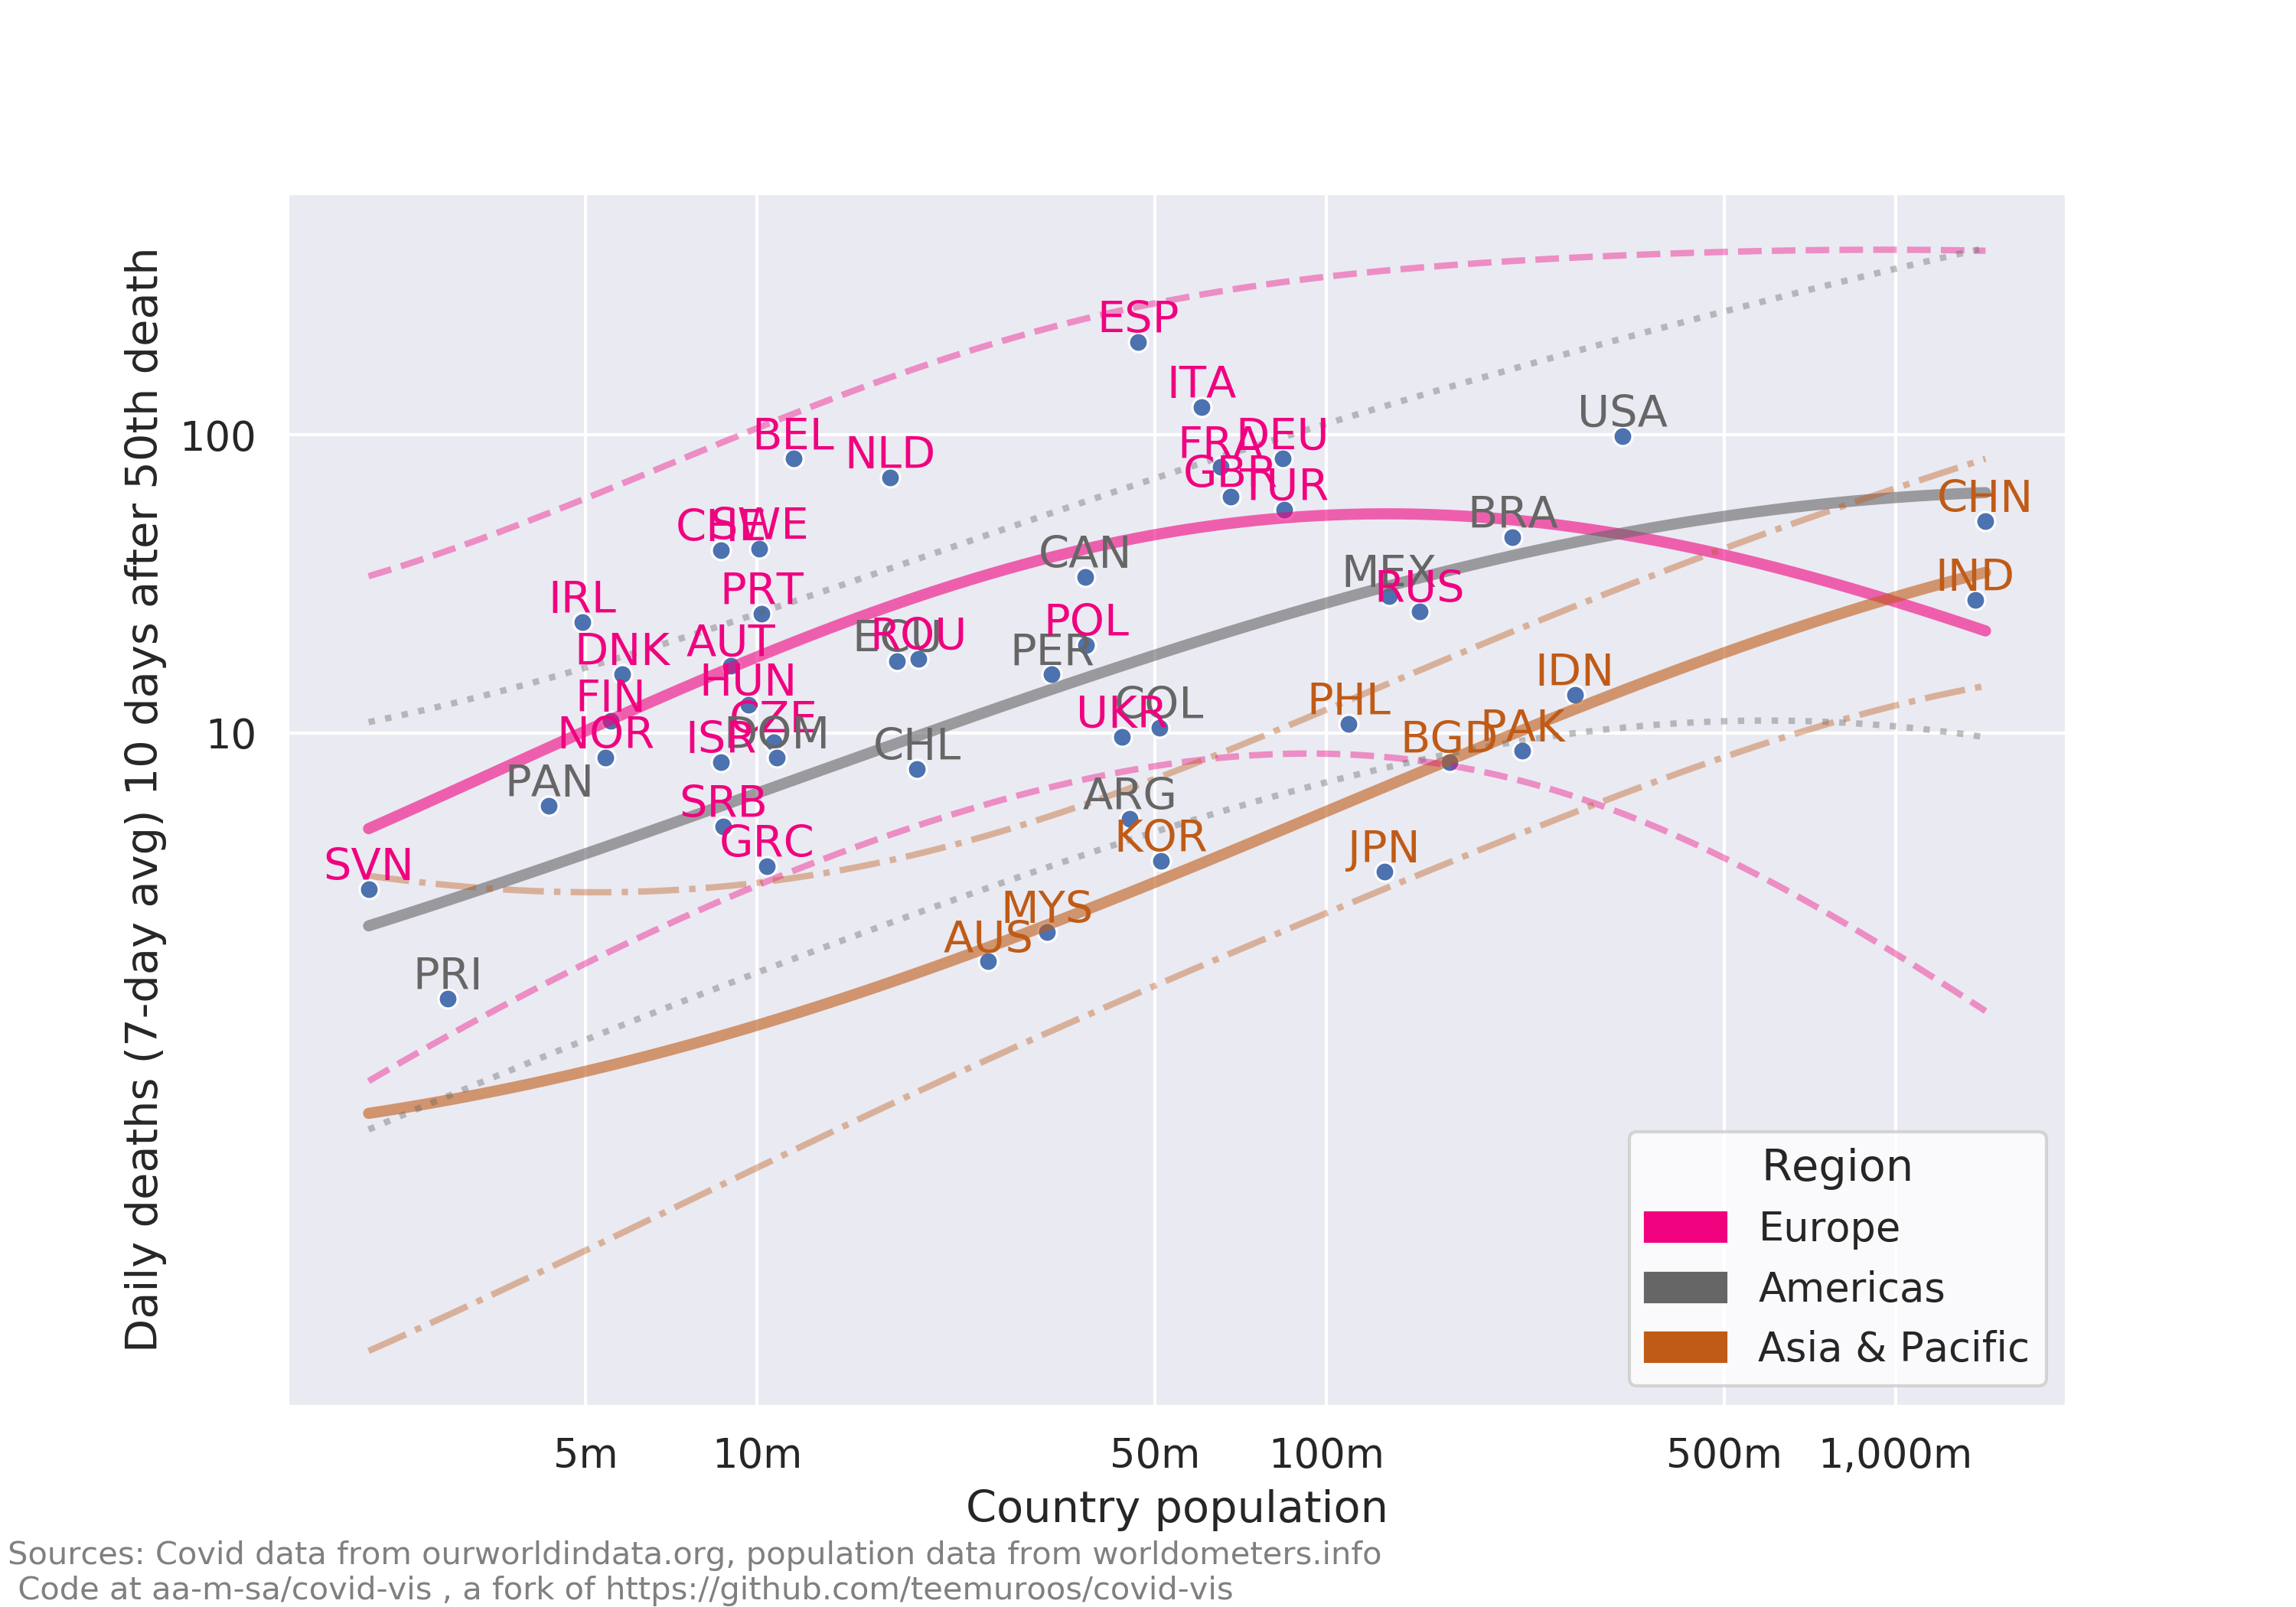 Daily deaths (7-day avg) 10 days after 50th death
100
10
ESP
ITA
USA
BEL
NLD
FRA
DEU
GBR
TUR
CHN
CHE
SWE
BRA
CAN
MEX
RUS
IND
IRL
PRT
DNK
AUT
ECU
ROU
PER
POL
FIN
HUN
IDN
NOR
CZE
ISR
DOM
CHL
UKR
COL
PHL
BGD
PAK
PAN
SRB
ARG
GRC
KOR
JPN
SVN
MYS
AUS
PRI
Region
Europe
Americas
Asia & Pacific
5m
10m
50m
100m
500m
1,000m
Country population
Sources: Covid data from ourworldindata.org, population data from worldometers.info
Code at aa-m-sa/covid-vis , a fork of https://github.com/teemuroos/covid-vis